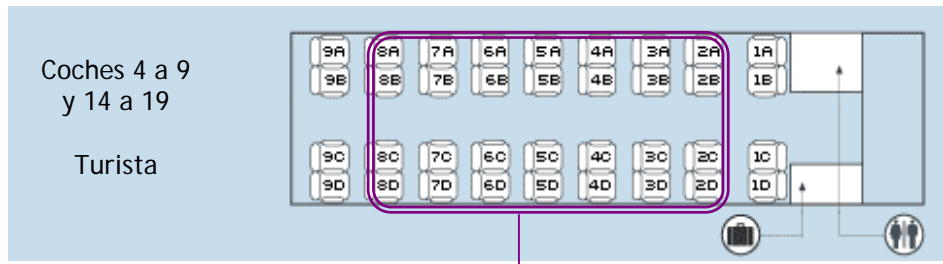 Coches 4 a 9
y 14 a 19
Turista
9A 8A 7A 6A 5A 4A 3A 2A 1A
9B 8B 7B 6B 5B 4B 3B 2B 1B
9C 8C 7C 6C 5C 4C 3C 2C 1C
9D 8D 7D 6D 5D 4D 3D 2D 1D